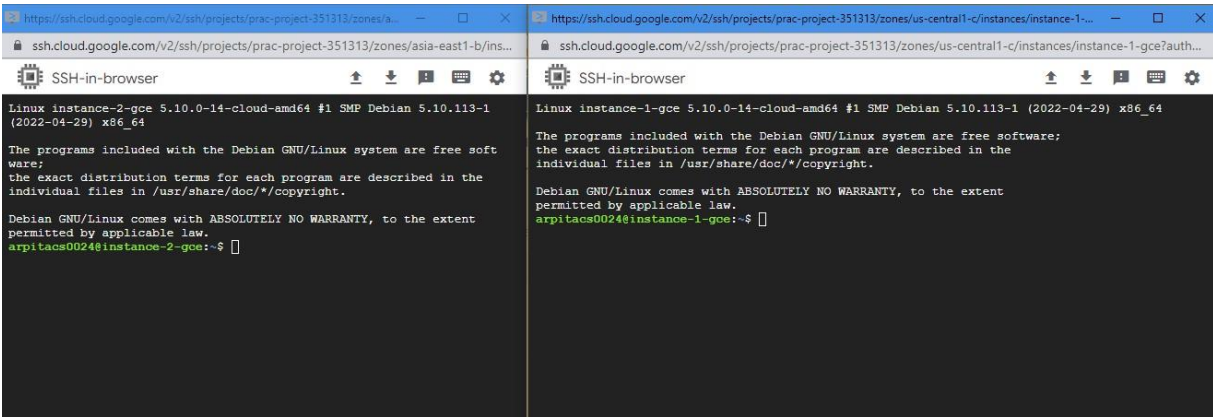 https://ssh.cloud.google.com/v2/ssh/projects/prac-project-351313/zones/a...
ssh.cloud.google.com/v2/ssh/projects/prac-project-351313/zones/asia-east1-b/ins...
SSH-in-browser
Linux instance-2-gce 5.10.0-14-cloud-amd64 #1 SMP Debian 5.10.113-1
(2022-04-29) x86_64
The programs included with the Debian GNU/Linux system are free soft
ware;
the exact distribution terms for each program are described in the
individual files in /usr/share/doc/*/copyright.
Debian GNU/Linux comes with ABSOLUTELY NO WARRANTY, to the extent
permitted by applicable law.
arpitacs0024@instance-2-gce:~$
https://ssh.cloud.google.com/v2/ssh/projects/prac-project-351313/zones/us-central1-c/instances/instance-1-...
ssh.cloud.google.com/v2/ssh/projects/prac-project-351313/zones/us-central1-c/instances/instance-1-gce?auth...
SSH-in-browser
Linux instance-1-gce 5.10.0-14-cloud-amd64 #1 SMP Debian 5.10.113-1 (2022-04-29) x86_64
The programs included with the Debian GNU/Linux system are free software;
the exact distribution terms for each program are described in the
individual files in /usr/share/doc/*/copyright.
Debian GNU/Linux comes with ABSOLUTELY NO WARRANTY, to the extent
permitted by applicable law.
arpitacs0024@instance-1-gce:~$